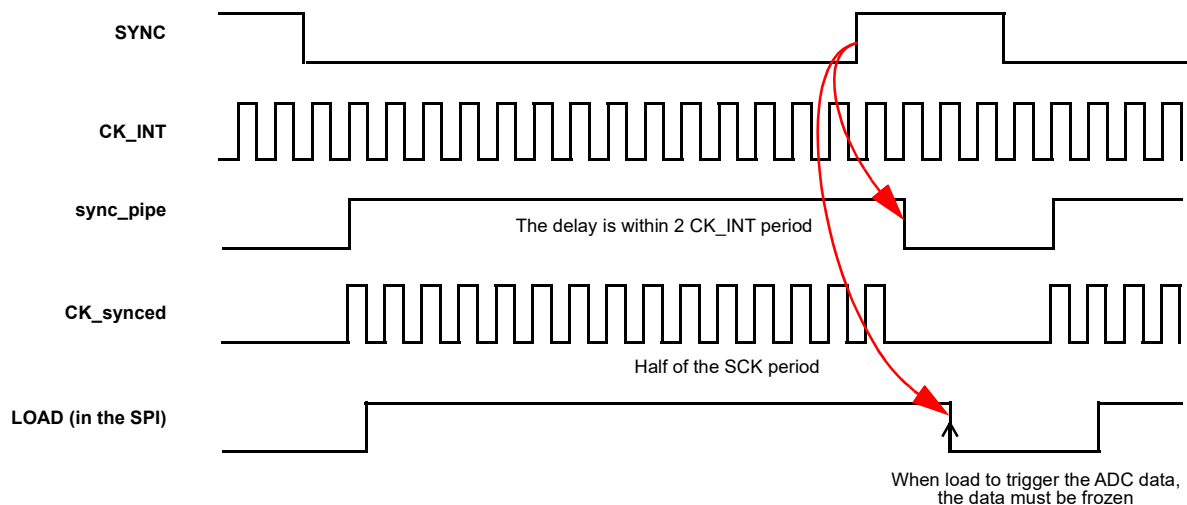 SYNC
CK_INT
sync_pipe
The delay is within 2 CK_INT period
CK_synced
Half of the SCK period
LOAD (in the SPI)
When load to trigger the ADC data,
the data must be frozen